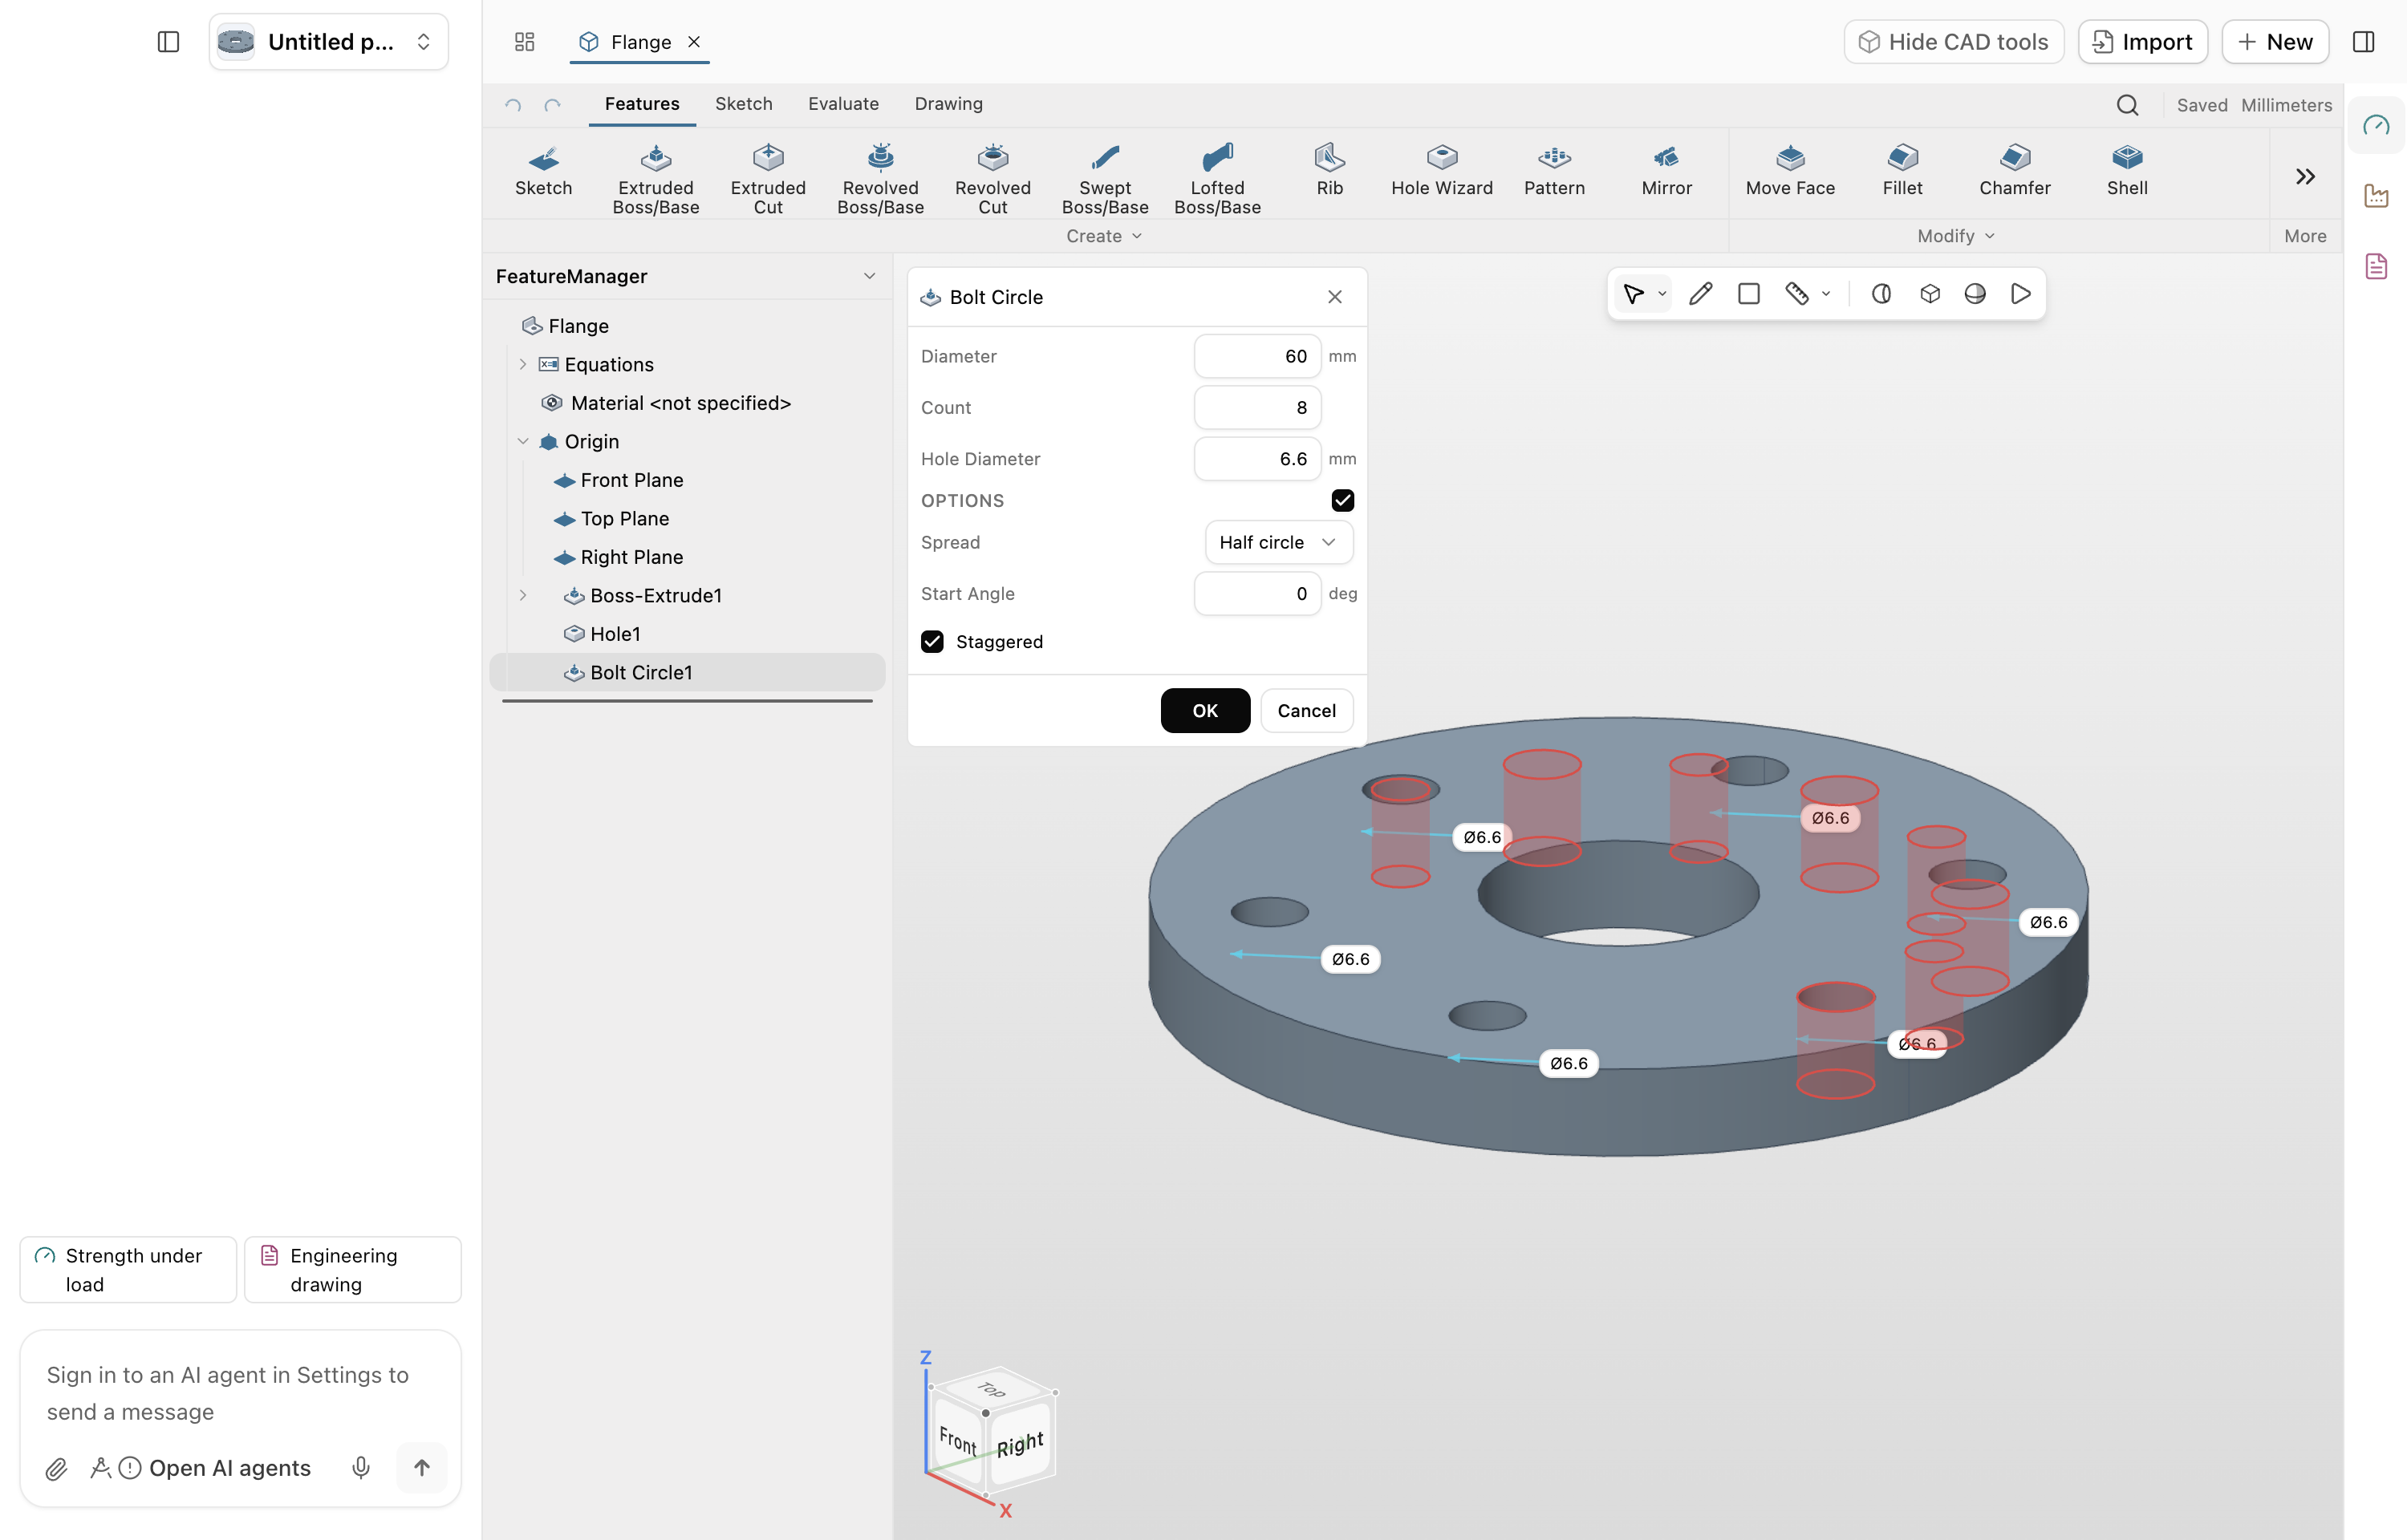 Untitled p...
Flange
Hide CAD tools
Import
New
Features
Sketch
Evaluate
Drawing
Saved
Millimeters
Sketch
Extruded
Boss/Base
Extruded
Cut
Revolved
Boss/Base
Revolved
Cut
Swept
Boss/Base
Lofted
Boss/Base
Rib
Hole Wizard
Pattern
Mirror
Move Face
Fillet
Chamfer
Shell
Create
Modify
More
FeatureManager
Flange
Equations
Material <not specified>
Origin
Front Plane
Top Plane
Right Plane
Boss-Extrude1
Hole1
Bolt Circle1
Bolt Circle
Diameter
60
mm
Count
8
Hole Diameter
6.6
mm
OPTIONS
Spread
Half circle
Start Angle
0
deg
Staggered
OK
Cancel
Ø6.6
Ø6.6
Ø6.6
Ø6.6
Ø6.6
Ø6.6
Z
Top
Front
Right
X
Strength under
load
Engineering
drawing
Sign in to an AI agent in Settings to
send a message
Open AI agents